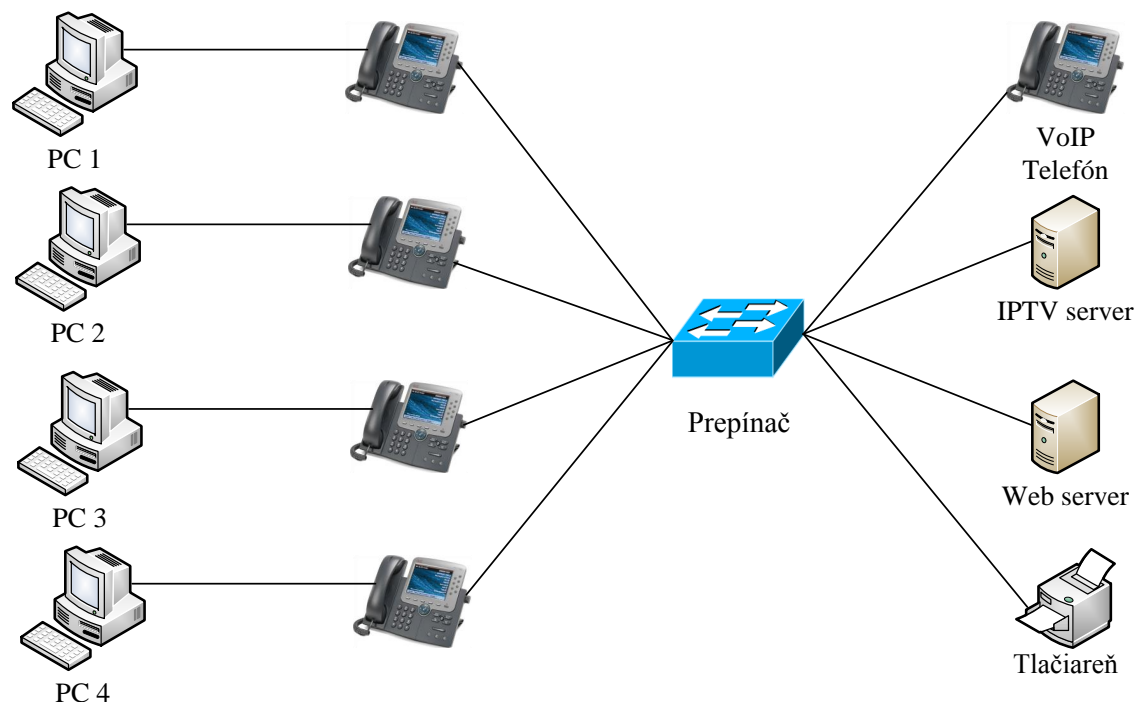 PC 1
VoIP
Telefón
PC 2
IPTV server
Prepínač
PC 3
Web server
PC 4
Tlačiareň